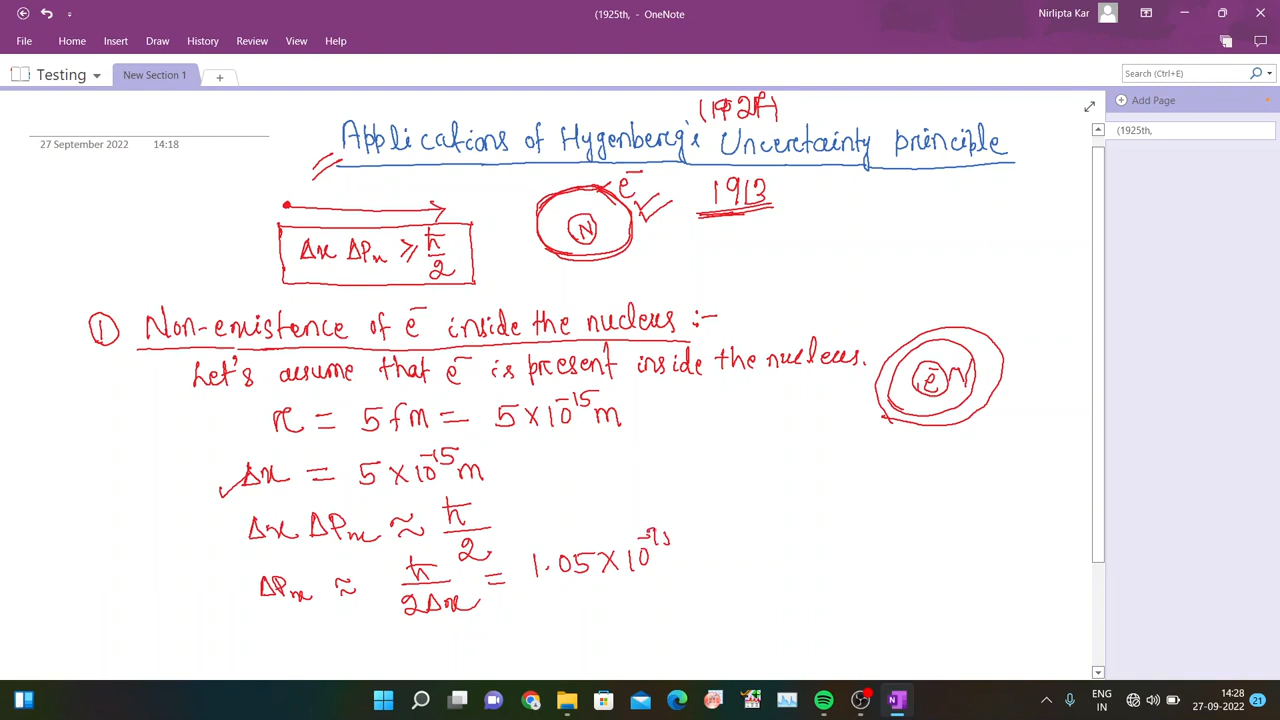 (1925th, - OneNote
Nirlipta Kar
File Home Insert Draw History Review View Help
Testing
New Section 1
Search (Ctrl+E)
Add Page
(1925th,
27 September 2022 14:18
Applications of Hygenberg's Uncertainty principle
e⁻
1913
N
Δx ΔPx ≥ ħ/2
① Non-existence of e⁻ inside the nucleus :-
Let's assume that e⁻ is present inside the nucleus.
e⁻ N
r = 5 fm = 5×10⁻¹⁵ m
Δx = 5×10⁻¹⁵ m
Δx ΔPx ≈ ħ/2
ΔPx ≈ ħ/2Δx = 1.05×10
ENG
IN
14:28
27-09-2022
21